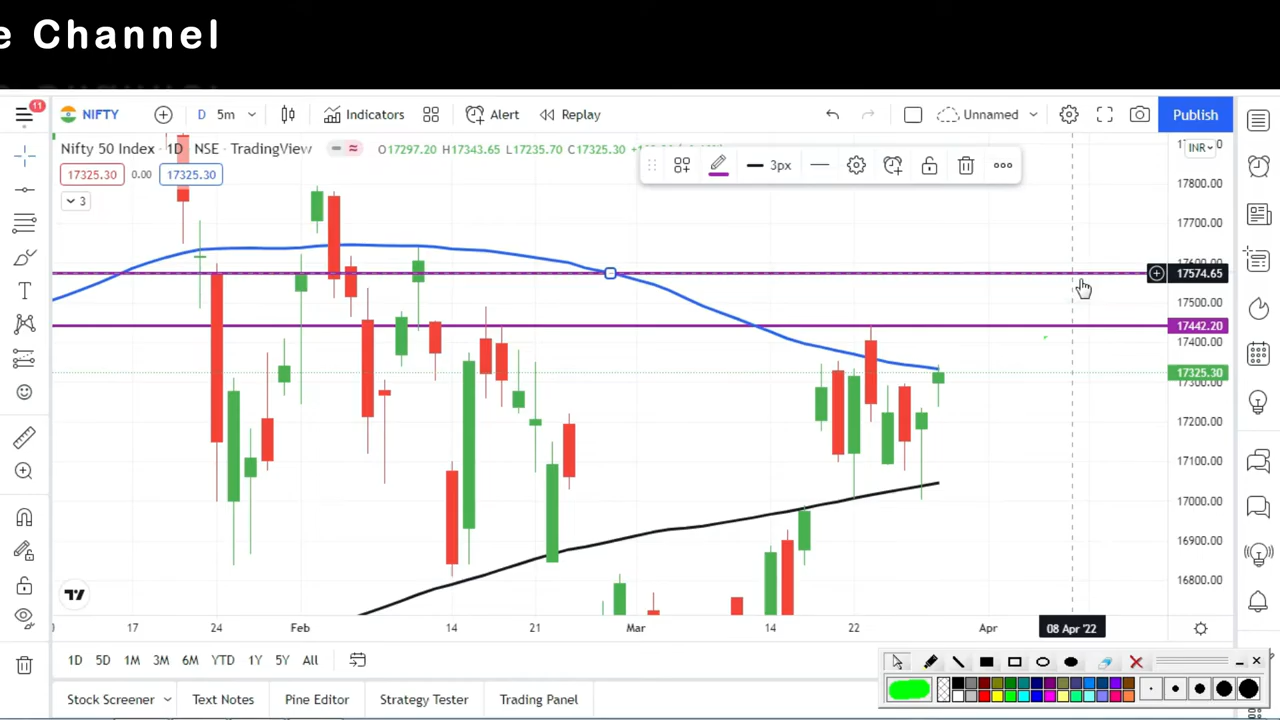 e Channel
11
NIFTY
D 5m
Indicators
Alert
Replay
Unnamed
Publish
Nifty 50 Index · 1D · NSE · TradingView
O17297.20 H17343.65 L17235.70 C17325.30
INR
17325.30 0.00 17325.30
3px
3
17800.00
17700.00
17574.65
17500.00
17442.20
17400.00
17325.30
17300.00
17200.00
17100.00
17000.00
16900.00
16800.00
17 24 Feb 14 21 Mar 14 22 Apr 08 Apr '22
1D 5D 1M 3M 6M YTD 1Y 5Y All
Stock Screener Text Notes Pine Edit Strategy Tester Trading Panel